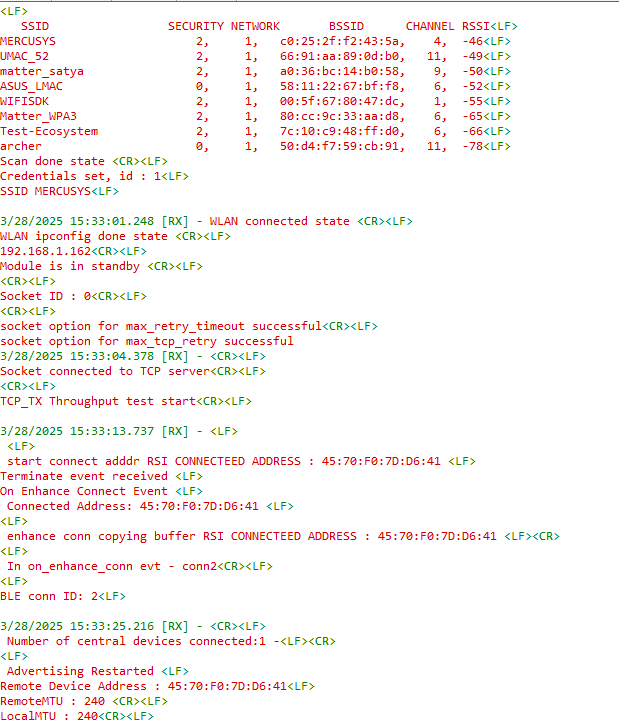 <LF>
SSID SECURITY NETWORK BSSID CHANNEL RSSI<LF>
MERCUSYS 2, 1, c0:25:2f:f2:43:5a, 4, -46<LF>
UMAC_52 2, 1, 66:91:aa:89:0d:b0, 11, -49<LF>
matter_satya 2, 1, a0:36:bc:14:b0:58, 9, -50<LF>
ASUS_LMAC 0, 1, 58:11:22:67:bf:f8, 6, -52<LF>
WIFISDK 2, 1, 00:5f:67:80:47:dc, 1, -55<LF>
Matter_WPA3 2, 1, 80:cc:9c:33:aa:d8, 6, -65<LF>
Test-Ecosystem 2, 1, 7c:10:c9:48:ff:d0, 6, -66<LF>
archer 0, 1, 50:d4:f7:59:cb:91, 11, -78<LF>
Scan done state <CR><LF>
Credentials set, id : 1<LF>
SSID MERCUSYS<LF>
3/28/2025 15:33:01.248 [RX] - WLAN connected state <CR><LF>
WLAN ipconfig done state <CR><LF>
192.168.1.162<CR><LF>
Module is in standby <CR><LF>
<CR><LF>
Socket ID : 0<CR><LF>
<CR><LF>
socket option for max_retry_timeout successful<CR><LF>
socket option for max_tcp_retry successful
3/28/2025 15:33:04.378 [RX] - <CR><LF>
Socket connected to TCP server<CR><LF>
<CR><LF>
TCP_TX Throughput test start<CR><LF>
3/28/2025 15:33:13.737 [RX] - <LF>
<LF>
start connect adddr RSI CONNECTEED ADDRESS : 45:70:F0:7D:D6:41 <LF>
Terminate event received <LF>
On Enhance Connect Event <LF>
Connected Address: 45:70:F0:7D:D6:41 <LF>
<LF>
enhance conn copying buffer RSI CONNECTEED ADDRESS : 45:70:F0:7D:D6:41 <LF><CR>
<LF>
In on_enhance_conn evt - conn2<CR><LF>
<LF>
BLE conn ID: 2<LF>
3/28/2025 15:33:25.216 [RX] - <CR><LF>
Number of central devices connected:1 -<LF><CR>
<LF>
Advertising Restarted <LF>
Remote Device Address : 45:70:F0:7D:D6:41<LF>
RemoteMTU : 240 <CR><LF>
LocalMTU : 240<CR><LF>